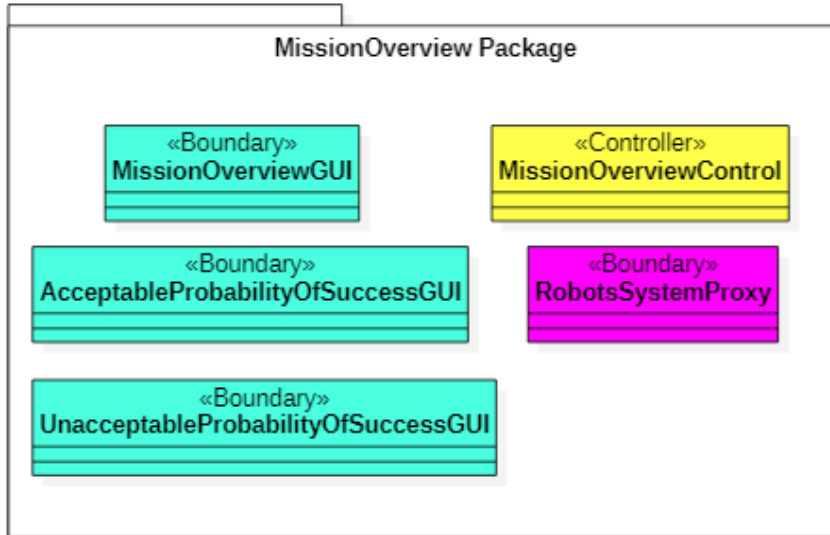 MissionOverview Package
«Boundary»
MissionOverviewGUI
«Controller»
MissionOverviewControl
«Boundary»
AcceptableProbabilityOfSuccessGUI
«Boundary»
RobotsSystemProxy
«Boundary»
UnacceptableProbabilityOfSuccessGUI